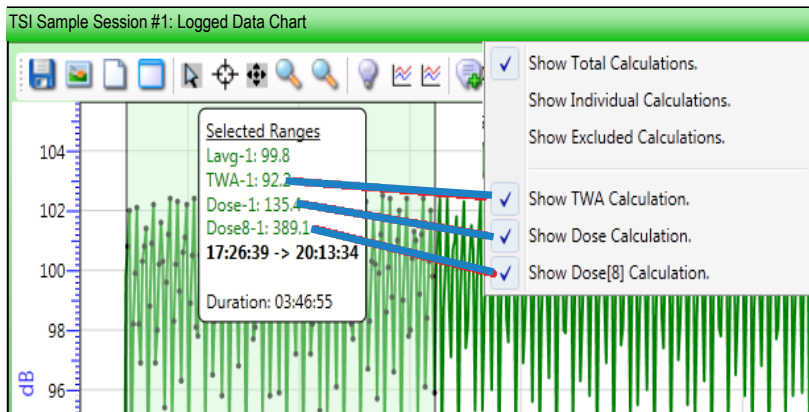 TSI Sample Session #1: Logged Data Chart
Show Total Calculations.
Show Individual Calculations.
Show Excluded Calculations.
Show TWA Calculation.
Show Dose Calculation.
Show Dose[8] Calculation.
Selected Ranges
Lavg-1: 99.8
TWA-1: 92.2
Dose-1: 135.4
Dose8-1: 389.1
17:26:39 -> 20:13:34
Duration: 03:46:55
104
102
100
98
96
dB